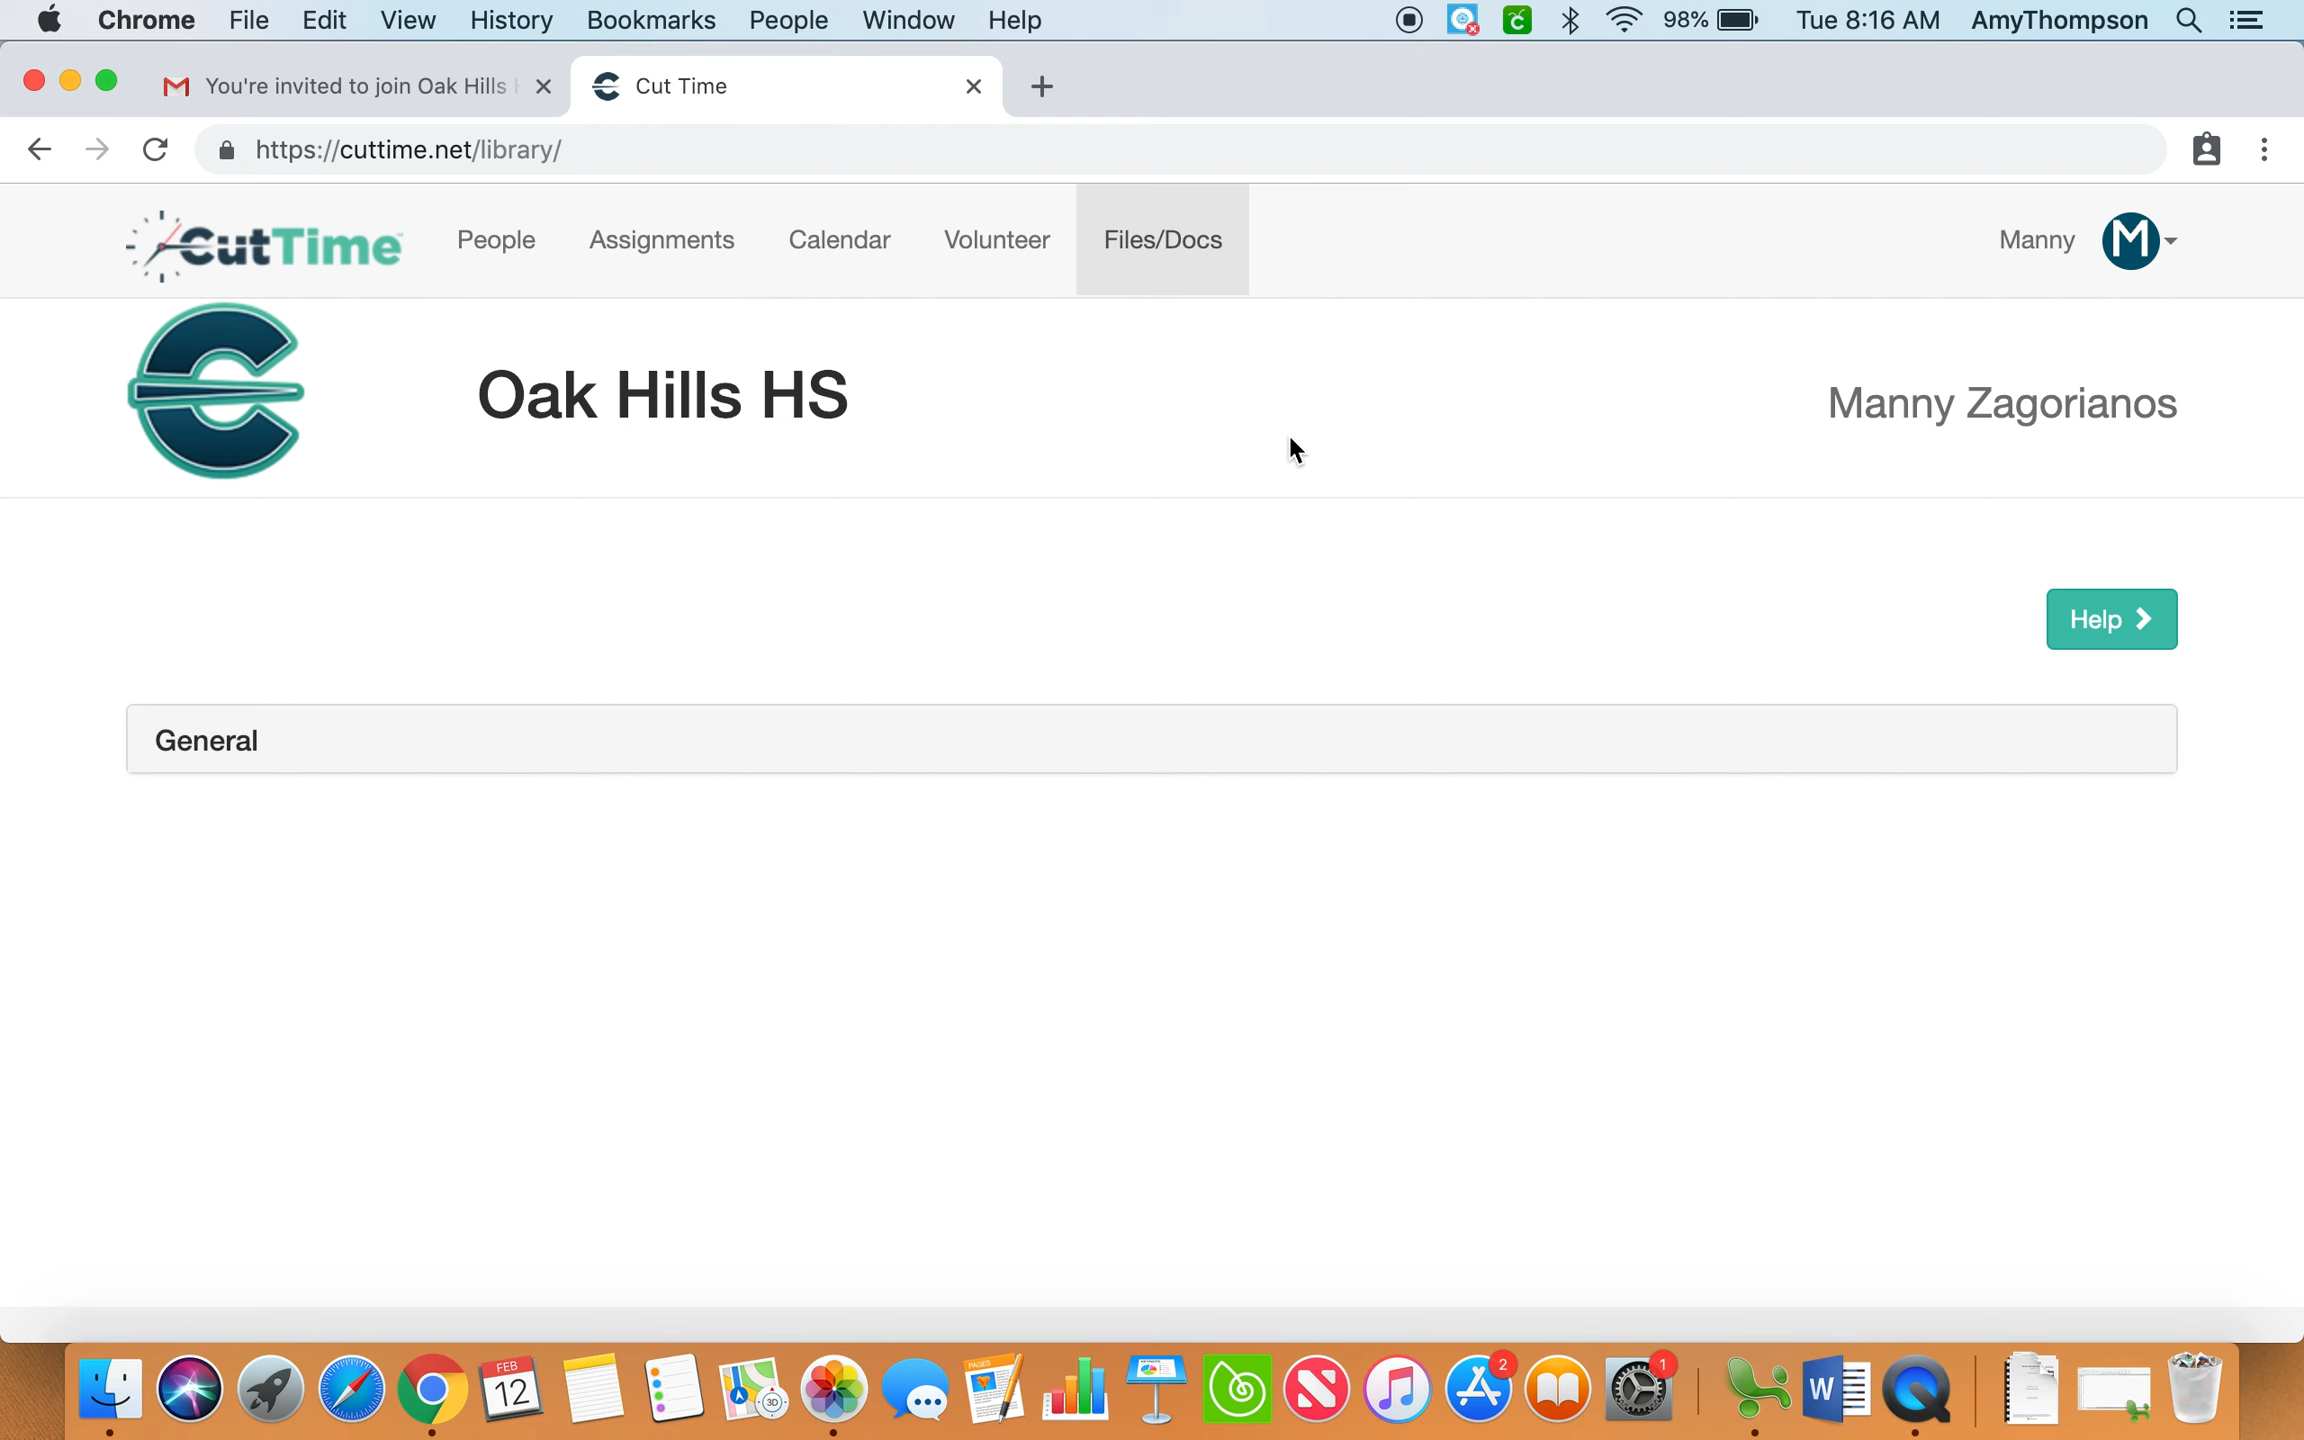 Chrome File Edit View History Bookmarks People Window Help 98% Tue 8:16 AM AmyThompson
You're invited to join Oak Hills Cut Time
https://cuttime.net/library/
CutTime People Assignments Calendar Volunteer Files/Docs Manny M
Oak Hills HS Manny Zagorianos
Help
General
FEB
12
PAGES
3D
2
1
W